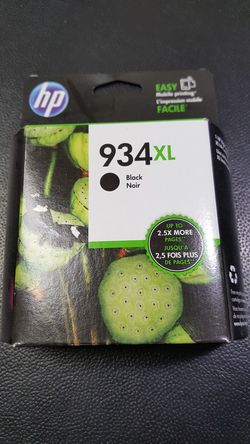 EASY
Mobile printing
L'impression mobile
FACILE
hp
934XL
Black
Noir
UP TO
2.5X MORE
PAGES
JUSQU'À
2,5 FOIS PLUS
DE PAGES